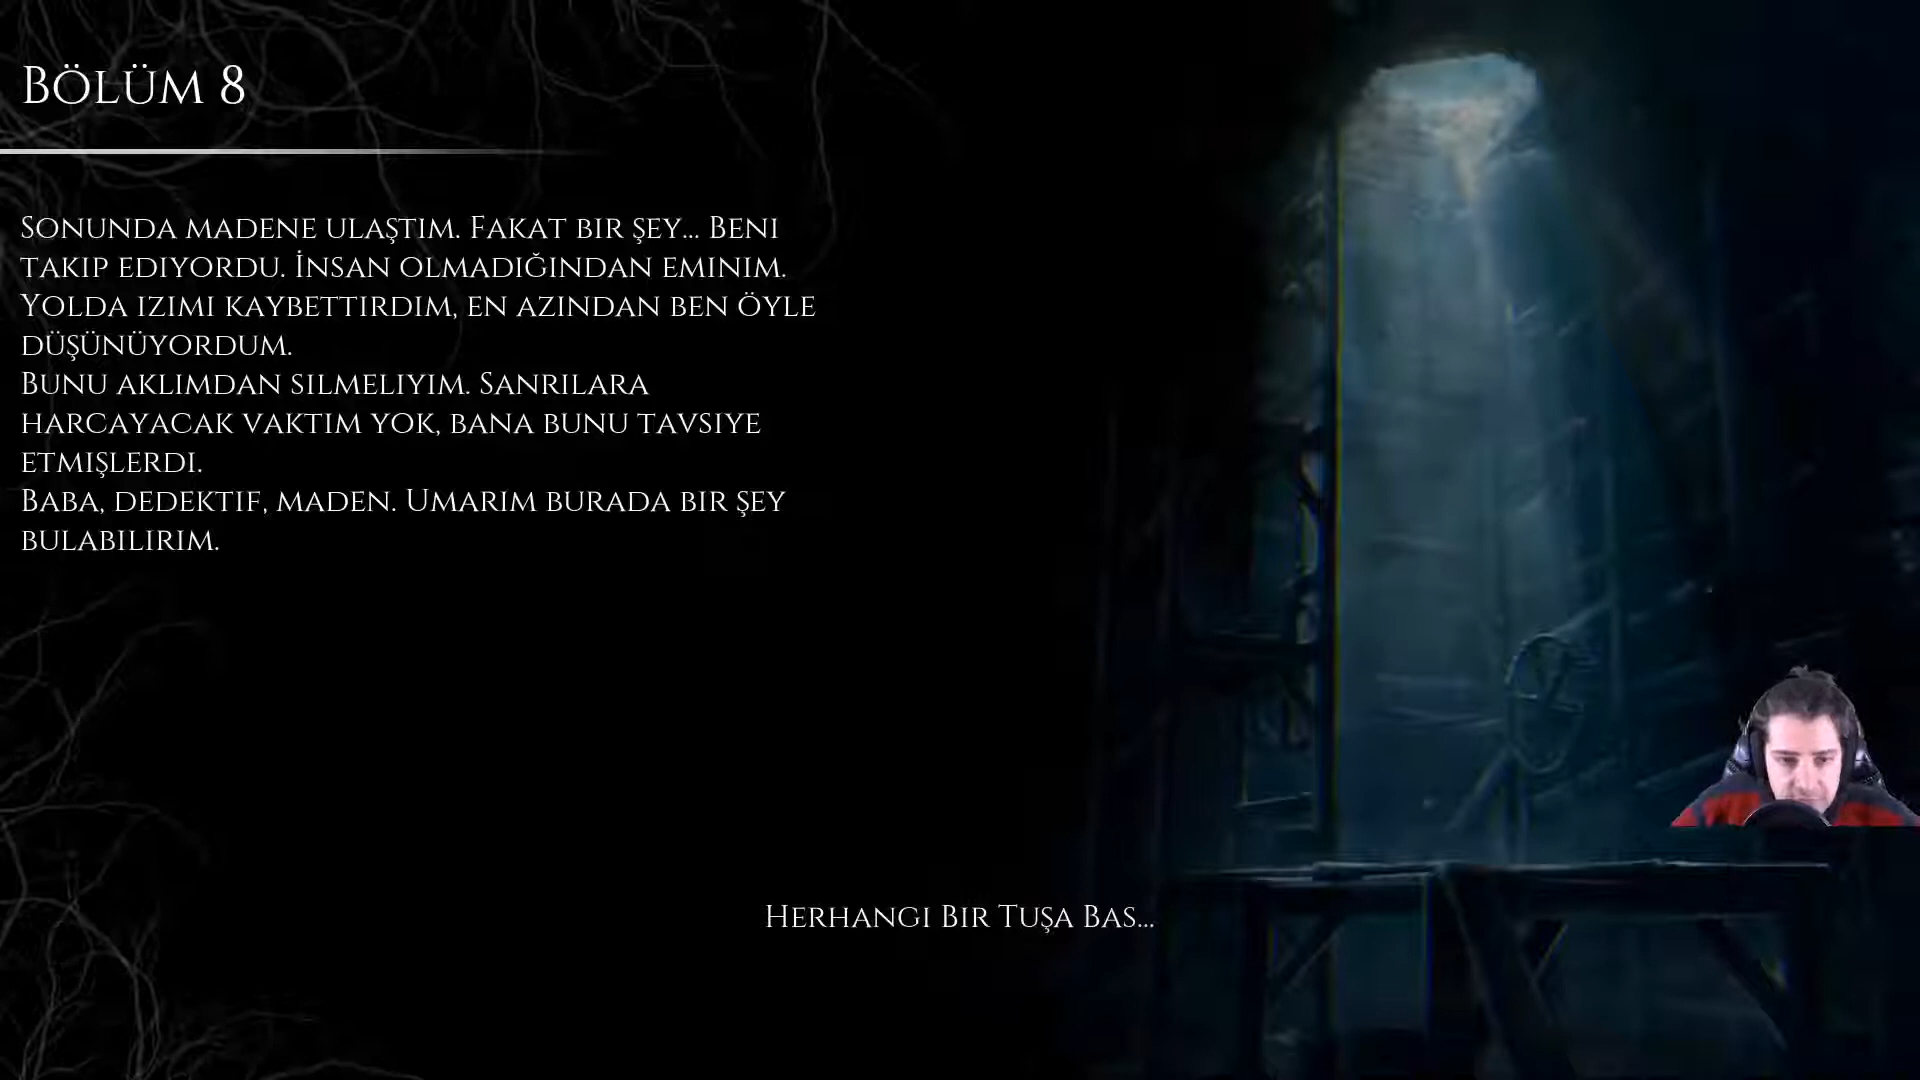 Bölüm 8
Sonunda madene ulaştım. Fakat bir şey... Beni
takip ediyordu. İnsan olmadığından eminim.
Yolda izimi kaybettirdim, en azından ben öyle
düşünüyordum.
Bunu aklımdan silmeliyim. Sanrılara
harcayacak vaktim yok, bana bunu tavsiye
etmişlerdi.
Baba, dedektif, maden. Umarım burada bir şey
bulabilirim.
Herhangi Bir Tuşa Bas...